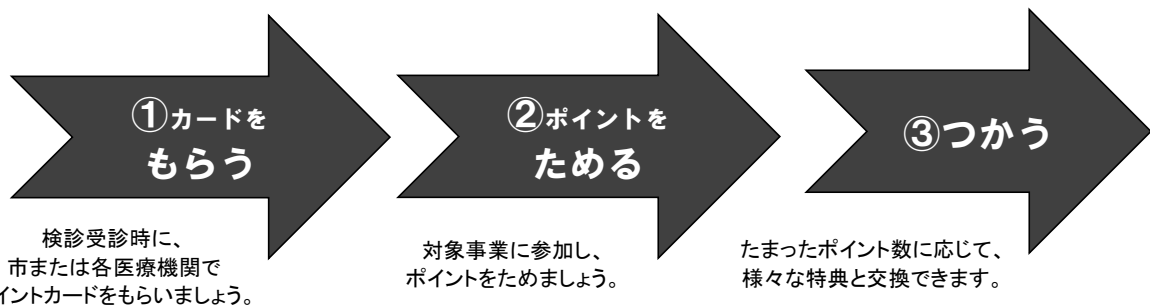 ①カードを
もらう
検診受診時に、
市または各医療機関で
イントカードをもらいましょう。
②ポイントを
ためる
対象事業に参加し、
ポイントをためましょう。
③つかう
たまったポイント数に応じて、
様々な特典と交換できます。